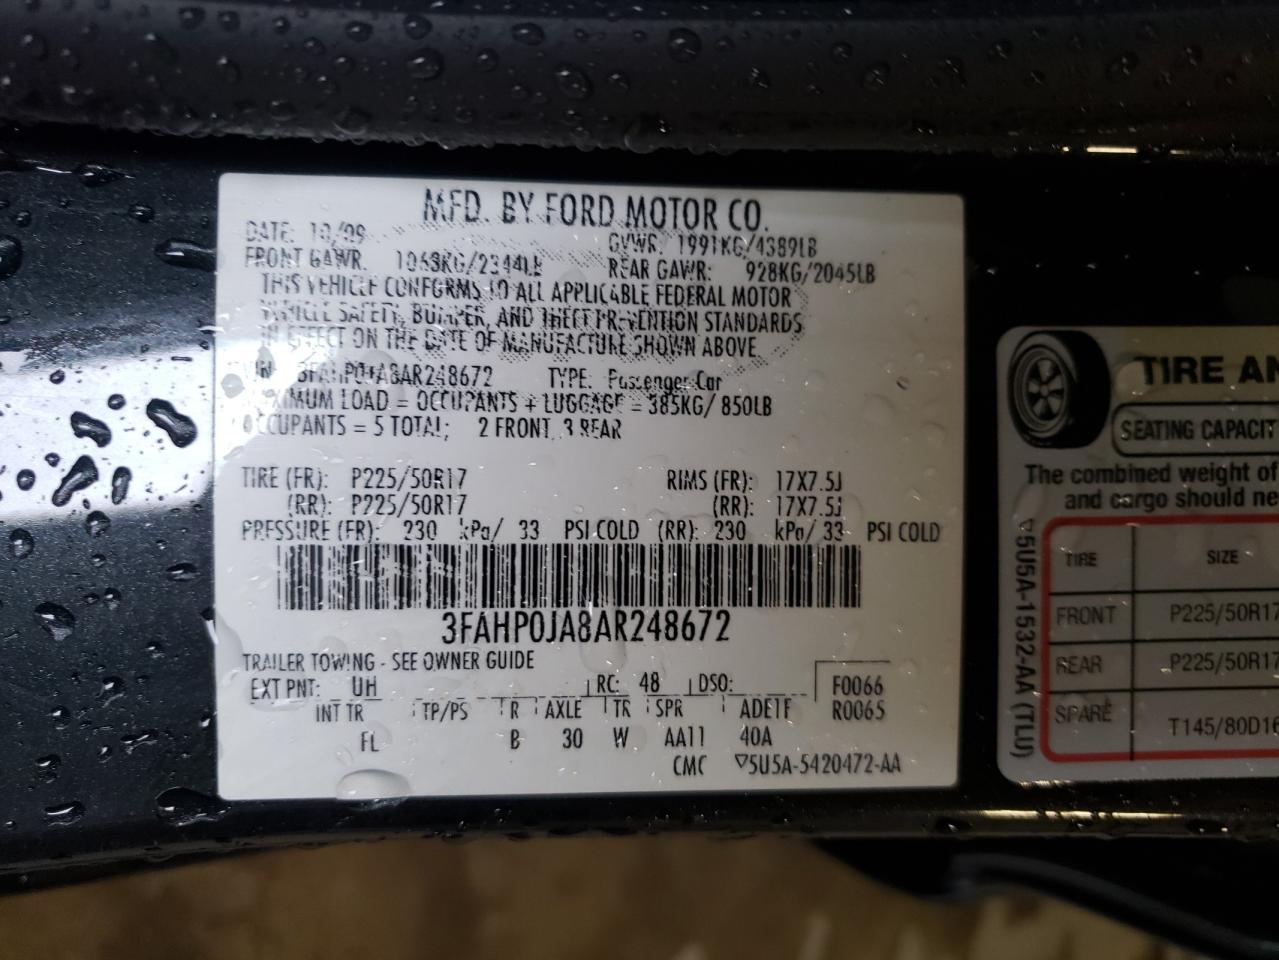 MFD. BY FORD MOTOR CO.
DATE: 10/09 GVWR: 1991KG/4389LB
FRONT GAWR: 1063KG/2344LB REAR GAWR: 928KG/2045LB
THIS VEHICLE CONFORMS TO ALL APPLICABLE FEDERAL MOTOR
VEHICLE SAFETY, BUMPER, AND THEFT PREVENTION STANDARDS
IN EFFECT ON THE DATE OF MANUFACTURE SHOWN ABOVE
VIN: 3FAHP0JA8AR248672 TYPE: Passenger Car
MAXIMUM LOAD = OCCUPANTS + LUGGAGE = 385KG/ 850LB
OCCUPANTS = 5 TOTAL; 2 FRONT, 3 REAR
TIRE (FR): P225/50R17 RIMS (FR): 17X7.5J
(RR): P225/50R17 (RR): 17X7.5J
PRESSURE (FR): 230 kPa/ 33 PSI COLD (RR): 230 kPa/ 33 PSI COLD
3FAHP0JA8AR248672
TRAILER TOWING - SEE OWNER GUIDE
EXT PNT: UH RC: 48 DSO: F0066
INT TR TP/PS R AXLE TR SPR ADETF R0065
FL B 30 W AA11 40A
CMC ▽5U5A-5420472-AA
TIRE AN
SEATING CAPACIT
The combined weight of
and cargo should ne
TIRE SIZE
FRONT P225/50R17
REAR P225/50R17
SPARE T145/80D16
▽5U5A-1532-AA (TLU)